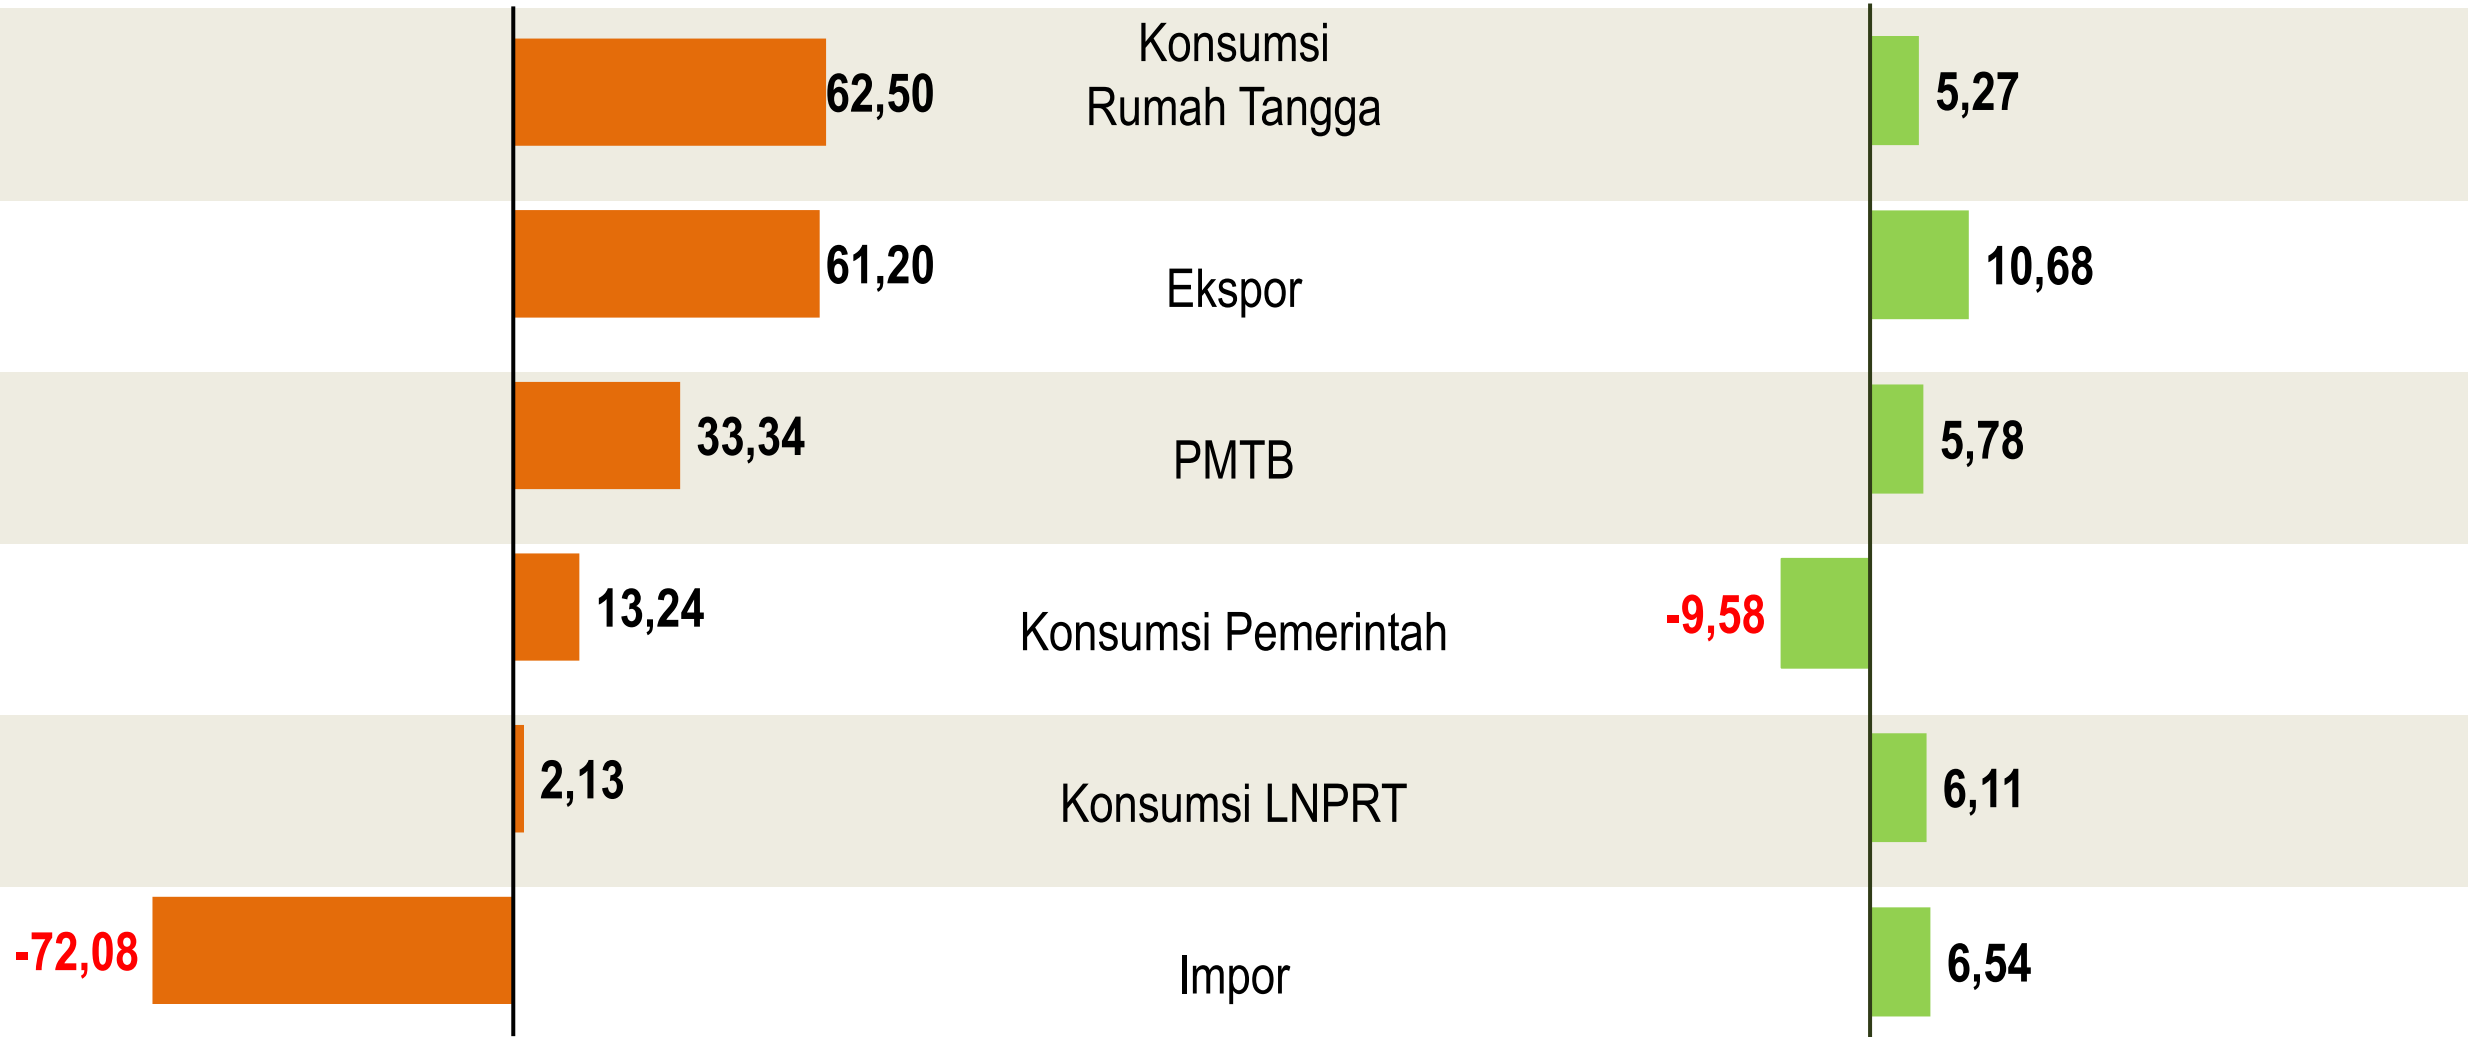 Konsumsi
Rumah Tangga
62,50
5,27
61,20
Ekspor
10,68
33,34
PMTB
5,78
13,24
Konsumsi Pemerintah
-9,58
2,13
Konsumsi LNPRT
6,11
-72,08
Impor
6,54